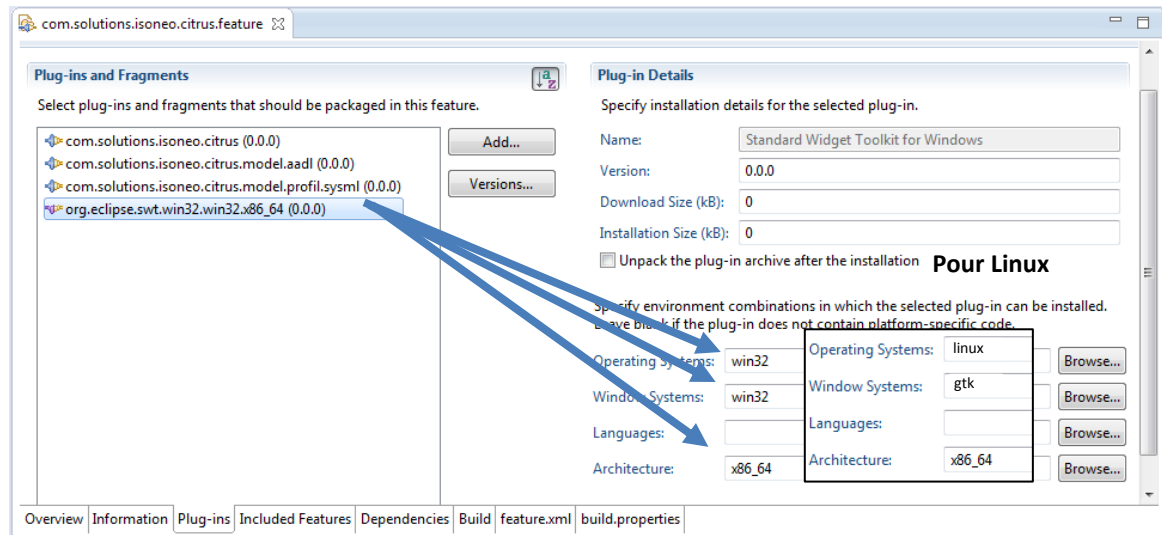 com.solutions.isoneo.citrus.feature
Plug-ins and Fragments
Select plug-ins and fragments that should be packaged in this feature.
com.solutions.isoneo.citrus (0.0.0)
com.solutions.isoneo.citrus.model.aadl (0.0.0)
com.solutions.isoneo.citrus.model.profil.sysml (0.0.0)
org.eclipse.swt.win32.win32.x86_64 (0.0.0)
Add...
Versions...
Plug-in Details
Specify installation details for the selected plug-in.
Name: Standard Widget Toolkit for Windows
Version: 0.0.0
Download Size (kB): 0
Installation Size (kB): 0
Unpack the plug-in archive after the installation
Pour Linux
Specify environment combinations in which the selected plug-in can be installed.
Leave blank if the plug-in does not contain platform-specific code.
Operating Systems: win32 Browse...
Window Systems: win32 Browse...
Languages: Browse...
Architecture: x86_64 Browse...
Operating Systems: linux
Window Systems: gtk
Languages:
Architecture: x86_64
Overview Information Plug-ins Included Features Dependencies Build feature.xml build.properties